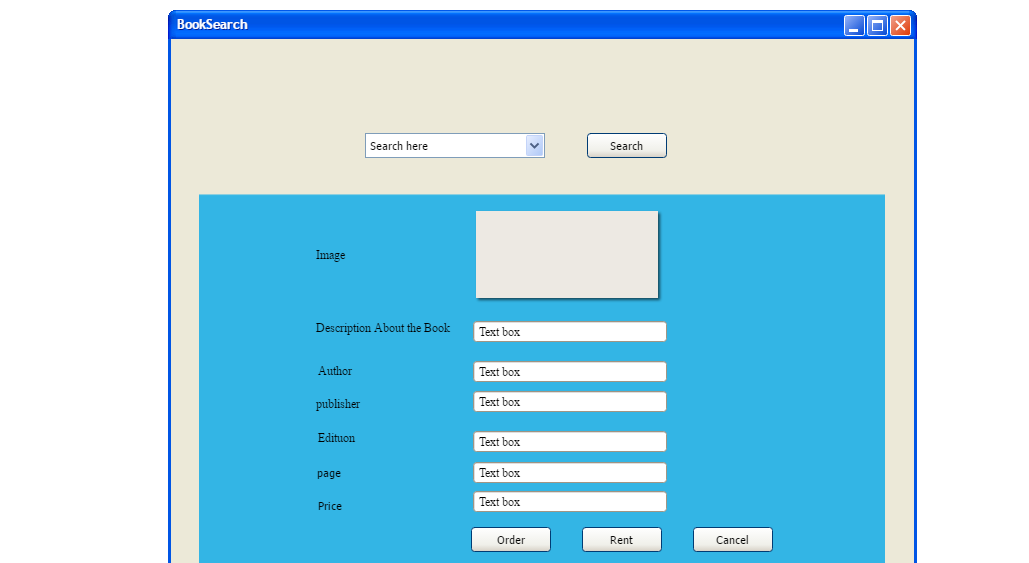 BookSearch
Search here
Search
Image
Description About the Book
Text box
Author
Text box
publisher
Text box
Edituon
Text box
page
Text box
Price
Text box
Order
Rent
Cancel